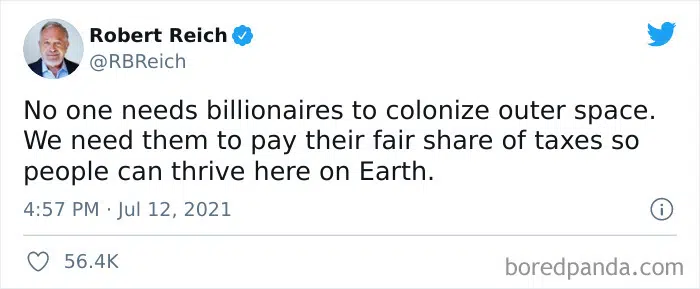 Robert Reich
@RBReich
No one needs billionaires to colonize outer space.
We need them to pay their fair share of taxes so
people can thrive here on Earth.
4:57 PM · Jul 12, 2021
56.4K
boredpanda.com